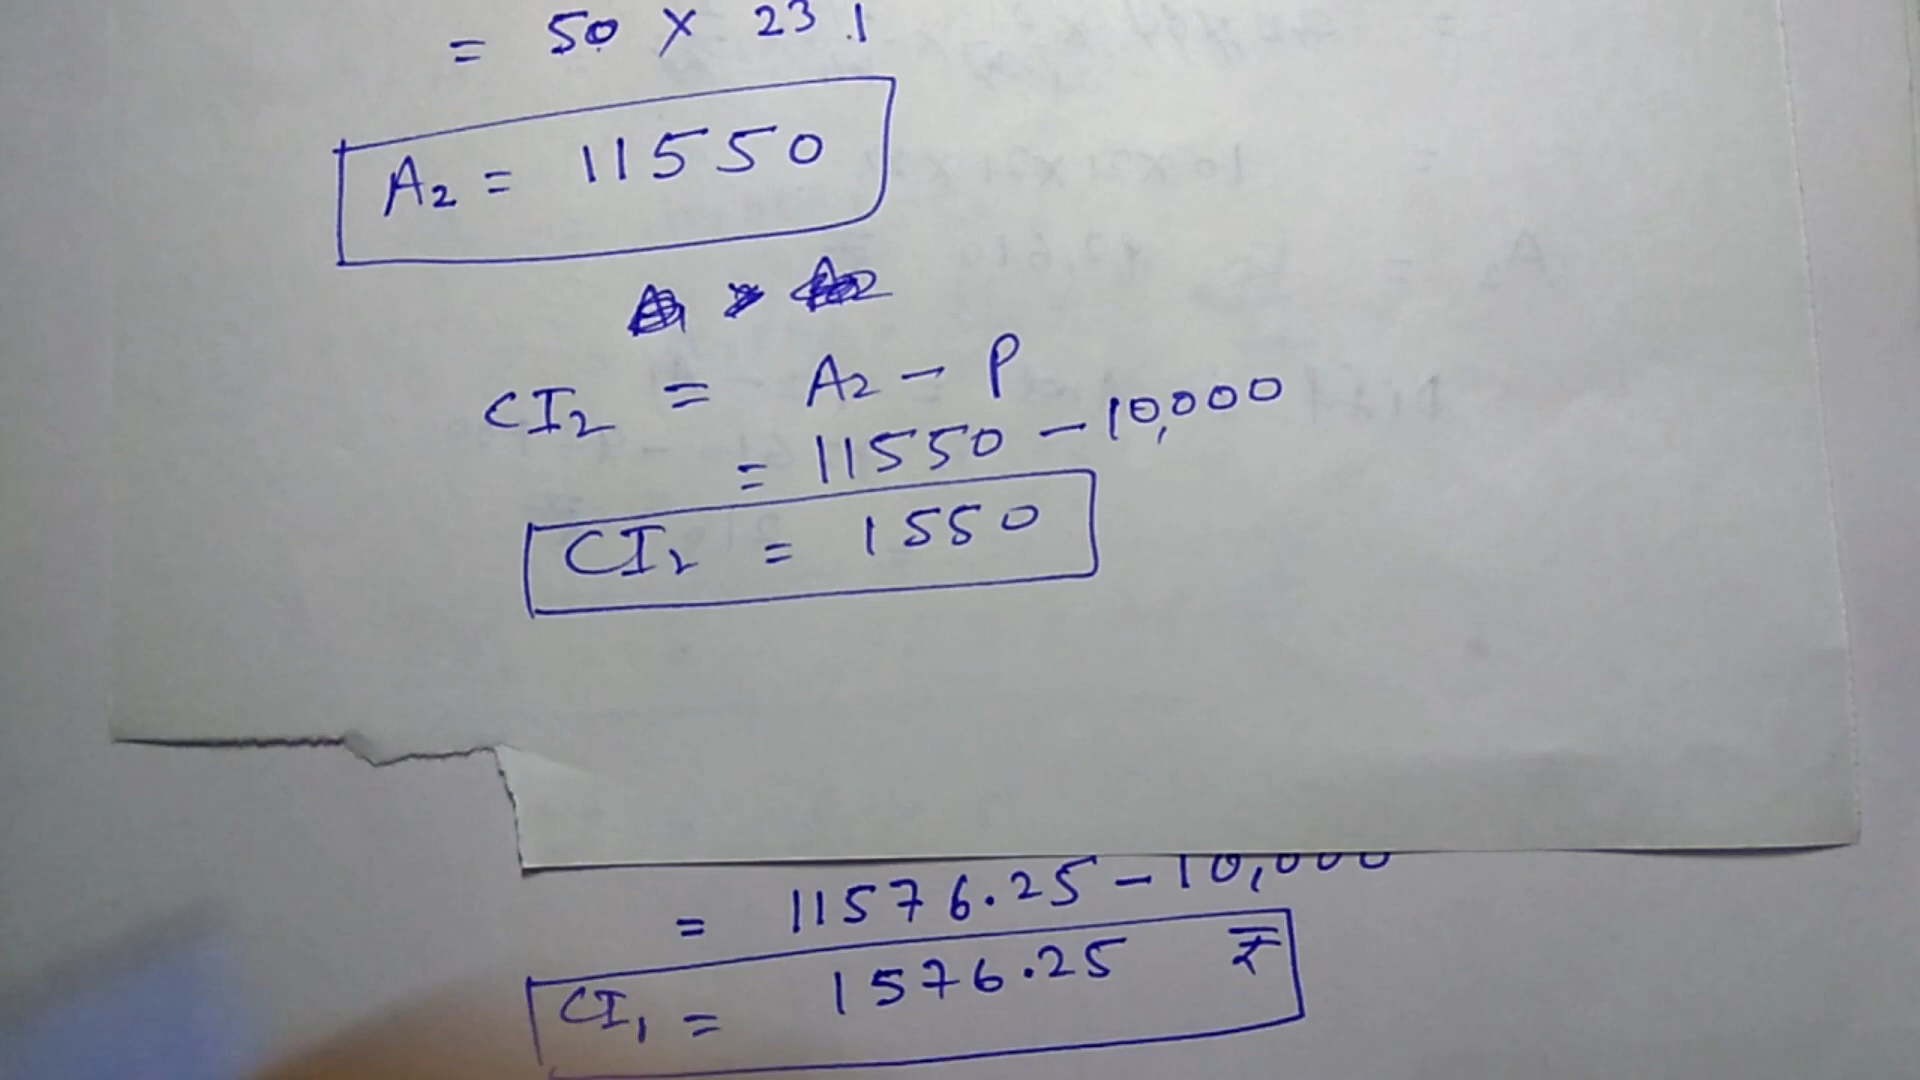 = 50 × 23.1
A2 = 11550
CI2 = A2 - P
= 11550 - 10,000
CI2 = 1550
= 11576.25 - 10,000
CI1 = 1576.25 ₹